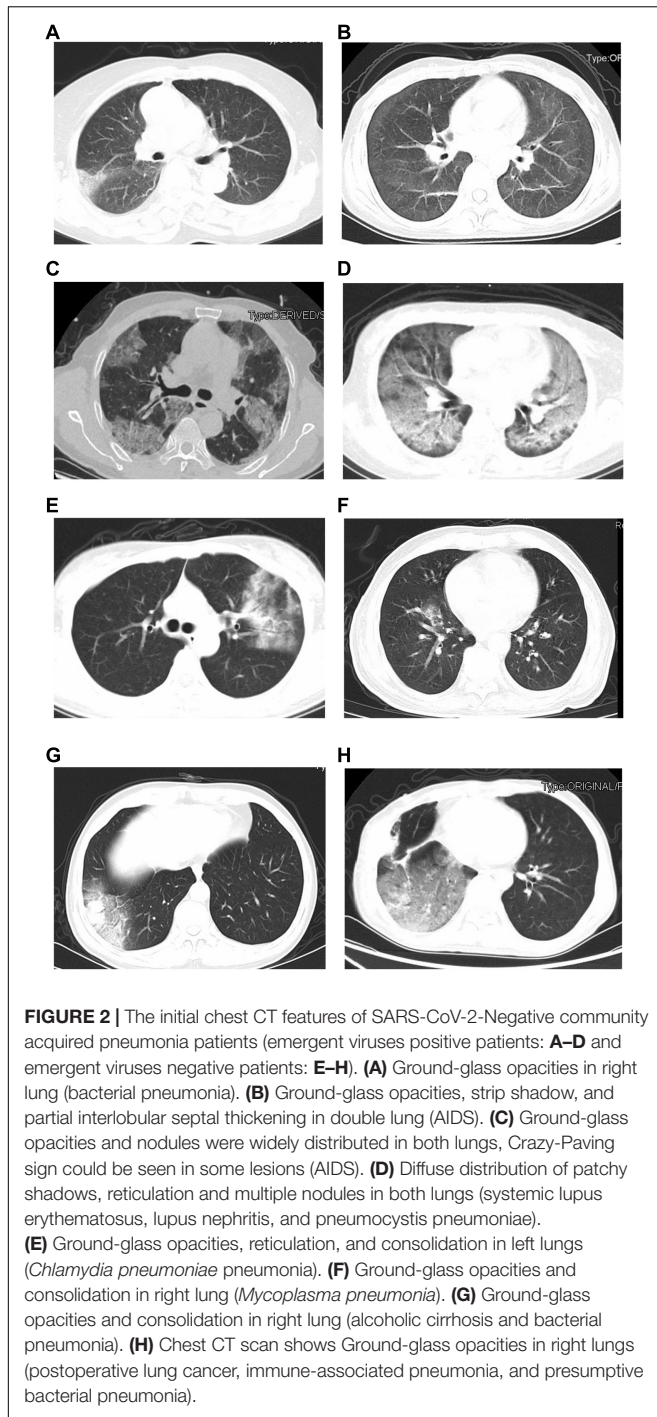 A
B
Type:OF
C
D
Type:DERIVED/S
E
F
Re
G
H
Type:ORIGINAL/P
FIGURE 2 | The initial chest CT features of SARS-CoV-2-Negative community
acquired pneumonia patients (emergent viruses positive patients: A–D and
emergent viruses negative patients: E–H). (A) Ground-glass opacities in right
lung (bacterial pneumonia). (B) Ground-glass opacities, strip shadow, and
partial interlobular septal thickening in double lung (AIDS). (C) Ground-glass
opacities and nodules were widely distributed in both lungs, Crazy-Paving
sign could be seen in some lesions (AIDS). (D) Diffuse distribution of patchy
shadows, reticulation and multiple nodules in both lungs (systemic lupus
erythematosus, lupus nephritis, and pneumocystis pneumoniae).
(E) Ground-glass opacities, reticulation, and consolidation in left lungs
(Chlamydia pneumoniae pneumonia). (F) Ground-glass opacities and
consolidation in right lung (Mycoplasma pneumonia). (G) Ground-glass
opacities and consolidation in right lung (alcoholic cirrhosis and bacterial
pneumonia). (H) Chest CT scan shows Ground-glass opacities in right lungs
(postoperative lung cancer, immune-associated pneumonia, and presumptive
bacterial pneumonia).